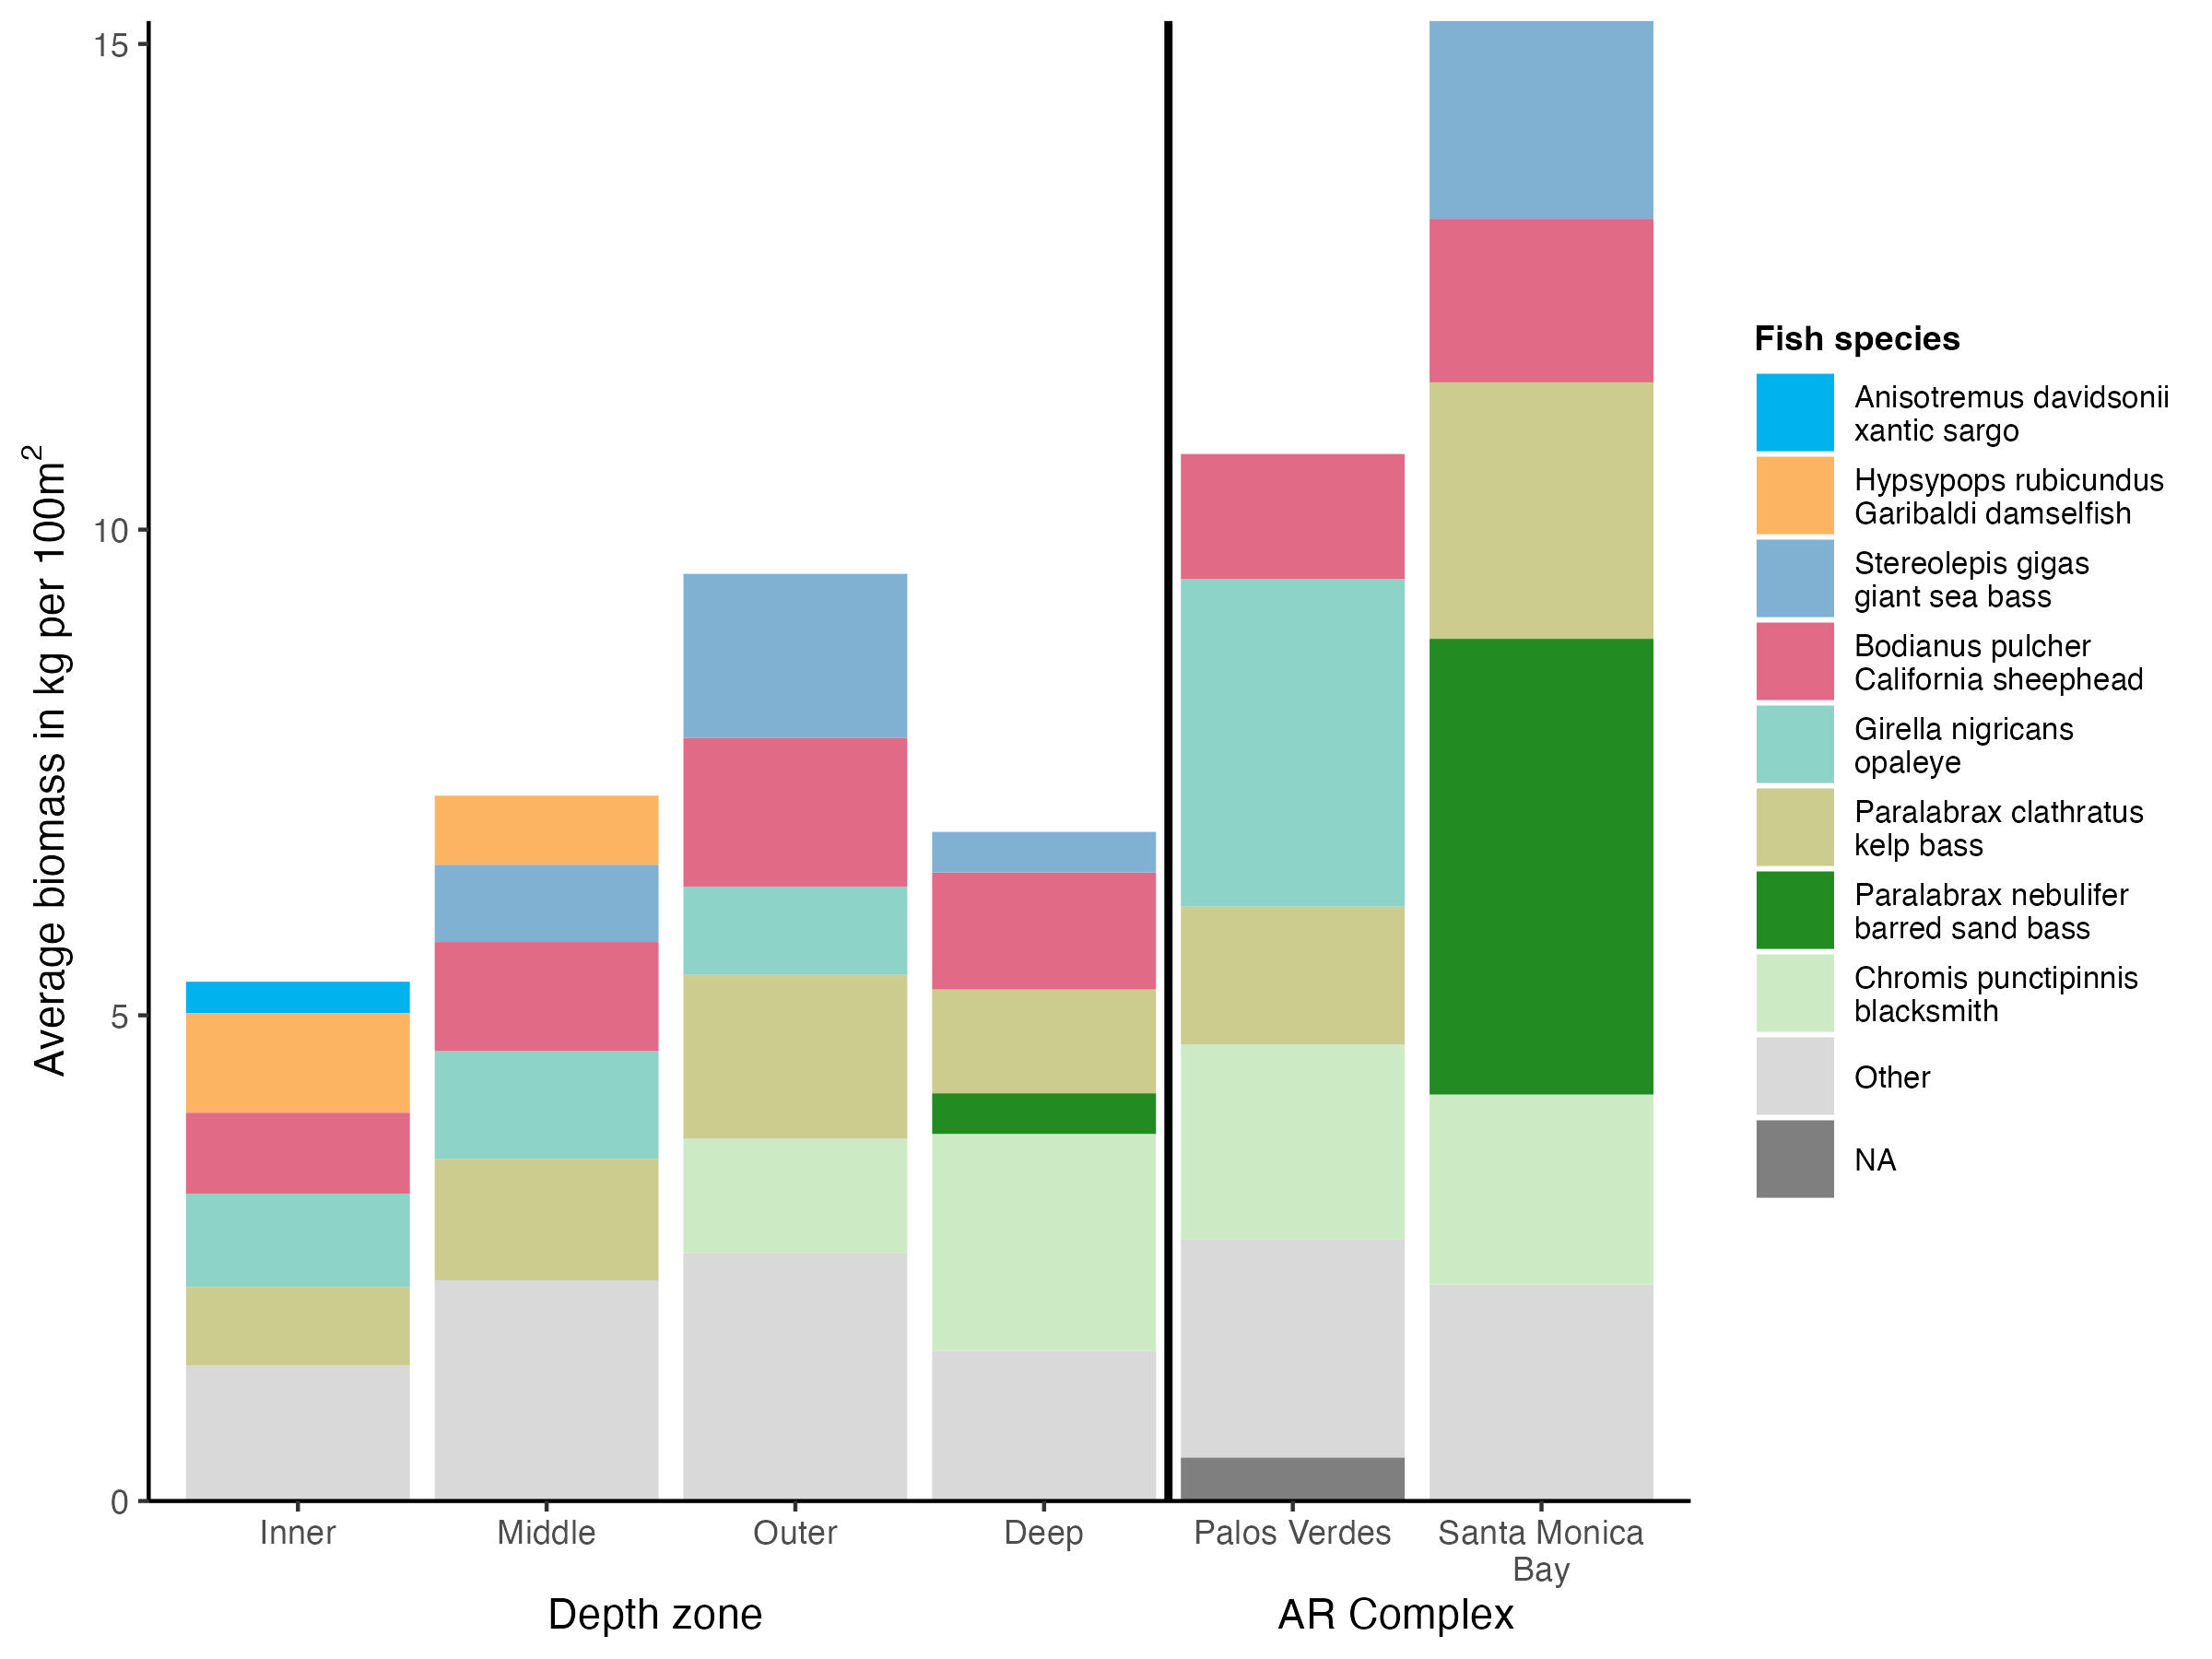 Average biomass in kg per 100m²
15
10
5
0
Inner
Middle
Outer
Deep
Palos Verdes
Santa Monica
Bay
Depth zone
AR Complex
Fish species
Anisotremus davidsonii
xantic sargo
Hypsypops rubicundus
Garibaldi damselfish
Stereolepis gigas
giant sea bass
Bodianus pulcher
California sheephead
Girella nigricans
opaleye
Paralabrax clathratus
kelp bass
Paralabrax nebulifer
barred sand bass
Chromis punctipinnis
blacksmith
Other
NA